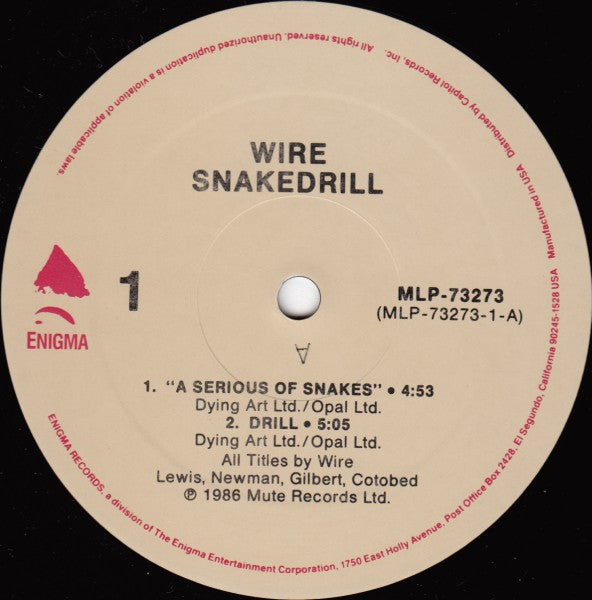 WIRE
SNAKEDRILL
1
MLP-73273
(MLP-73273-1-A)
ENIGMA
A
1. "A SERIOUS OF SNAKES" • 4:53
Dying Art Ltd./Opal Ltd.
2. DRILL • 5:05
Dying Art Ltd./Opal Ltd.
All Titles by Wire
Lewis, Newman, Gilbert, Cotobed
℗ 1986 Mute Records Ltd.
ENIGMA RECORDS, a division of The Enigma Entertainment Corporation, 1750 East Holly Avenue, Post Office Box 2428, El Segundo, California 90245-1528 USA Manufactured in USA Distributed by Capitol Records, Inc. All rights reserved. Unauthorized duplication is a violation of applicable laws.